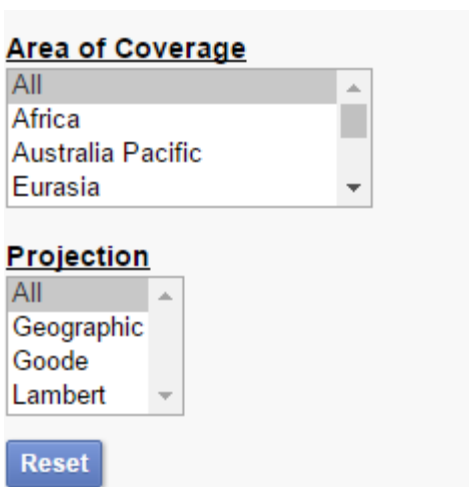 Area of Coverage
All
Africa
Australia Pacific
Eurasia
Projection
All
Geographic
Goode
Lambert
Reset